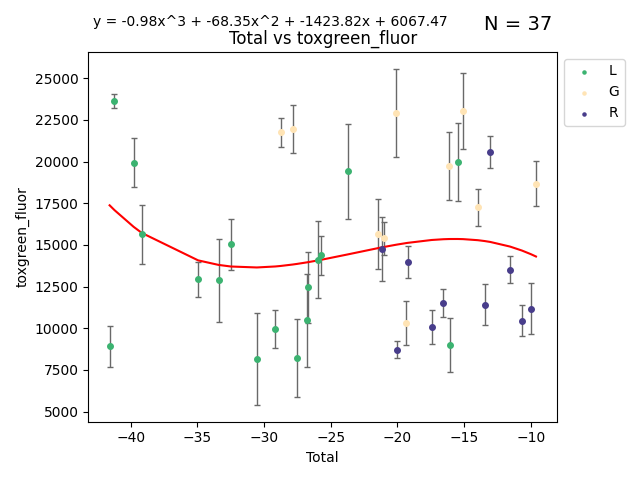 y = -0.98x^3 + -68.35x^2 + -1423.82x + 6067.47
N = 37
Total vs toxgreen_fluor
L
G
R
toxgreen_fluor
25000
22500
20000
17500
15000
12500
10000
7500
5000
−40 −35 −30 −25 −20 −15 −10
Total